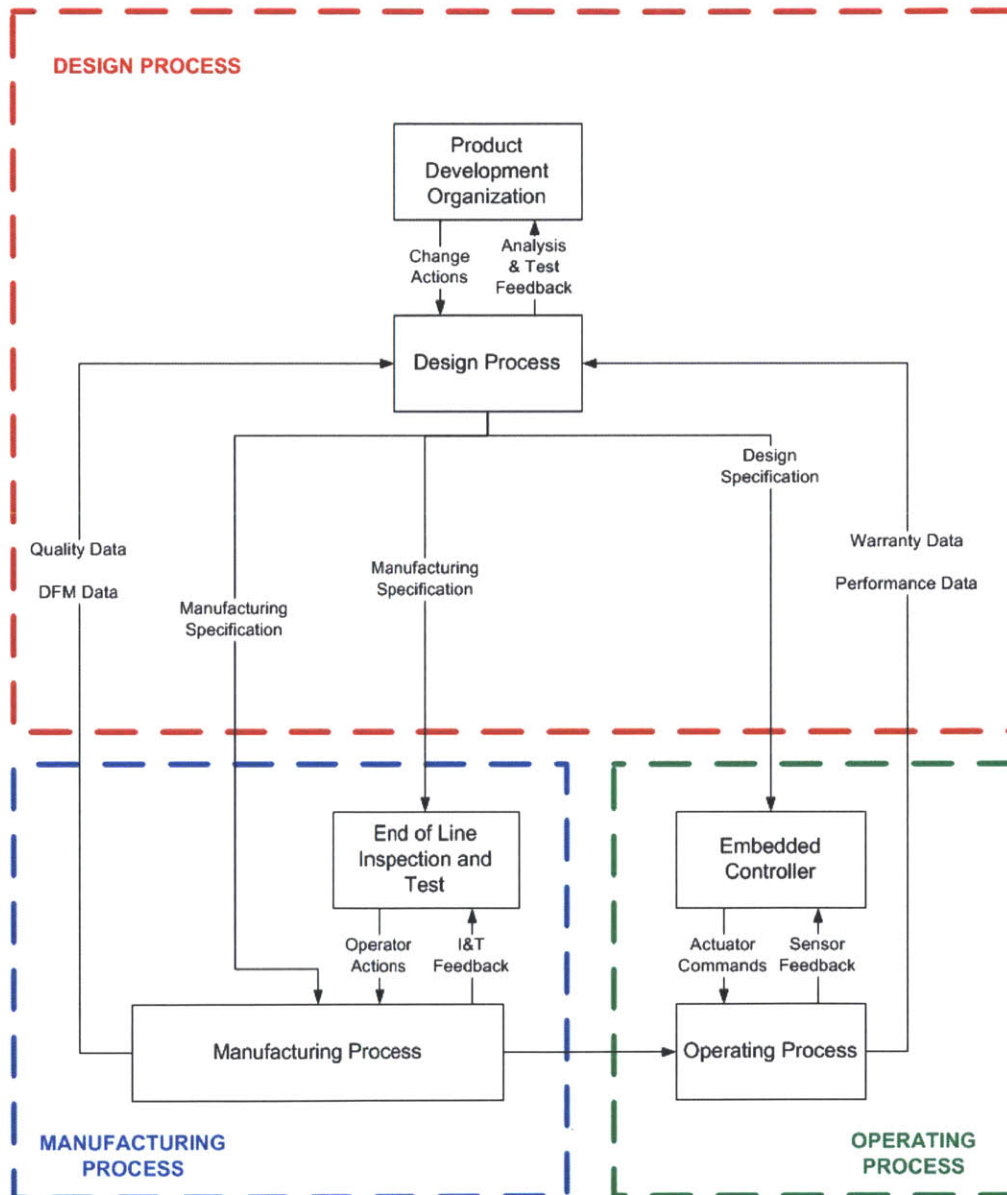 DESIGN PROCESS
Product
Development
Organization
Change
Actions
Analysis
& Test
Feedback
Design Process
Design
Specification
Quality Data
DFM Data
Manufacturing
Specification
Manufacturing
Specification
Warranty Data
Performance Data
End of Line
Inspection and
Test
Embedded
Controller
Operator
Actions
I&T
Feedback
Actuator
Commands
Sensor
Feedback
Manufacturing Process
Operating Process
MANUFACTURING
PROCESS
OPERATING
PROCESS